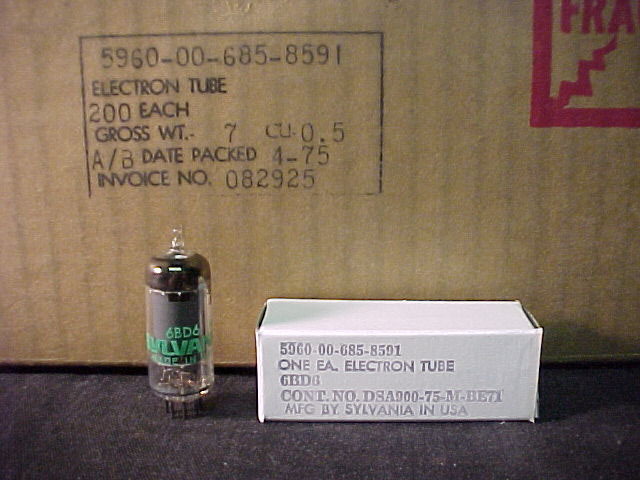 5960-00-685-8591
ELECTRON TUBE
200 EACH
GROSS WT.- 7 CU. 0.5
A/B DATE PACKED 4-75
INVOICE NO. 082925
FRA
6BD6
SYLVAN
5960-00-685-8591
ONE EA. ELECTRON TUBE
6BD6
CONT. NO. DSA900-75-M-BE71
MFG BY SYLVANIA IN USA